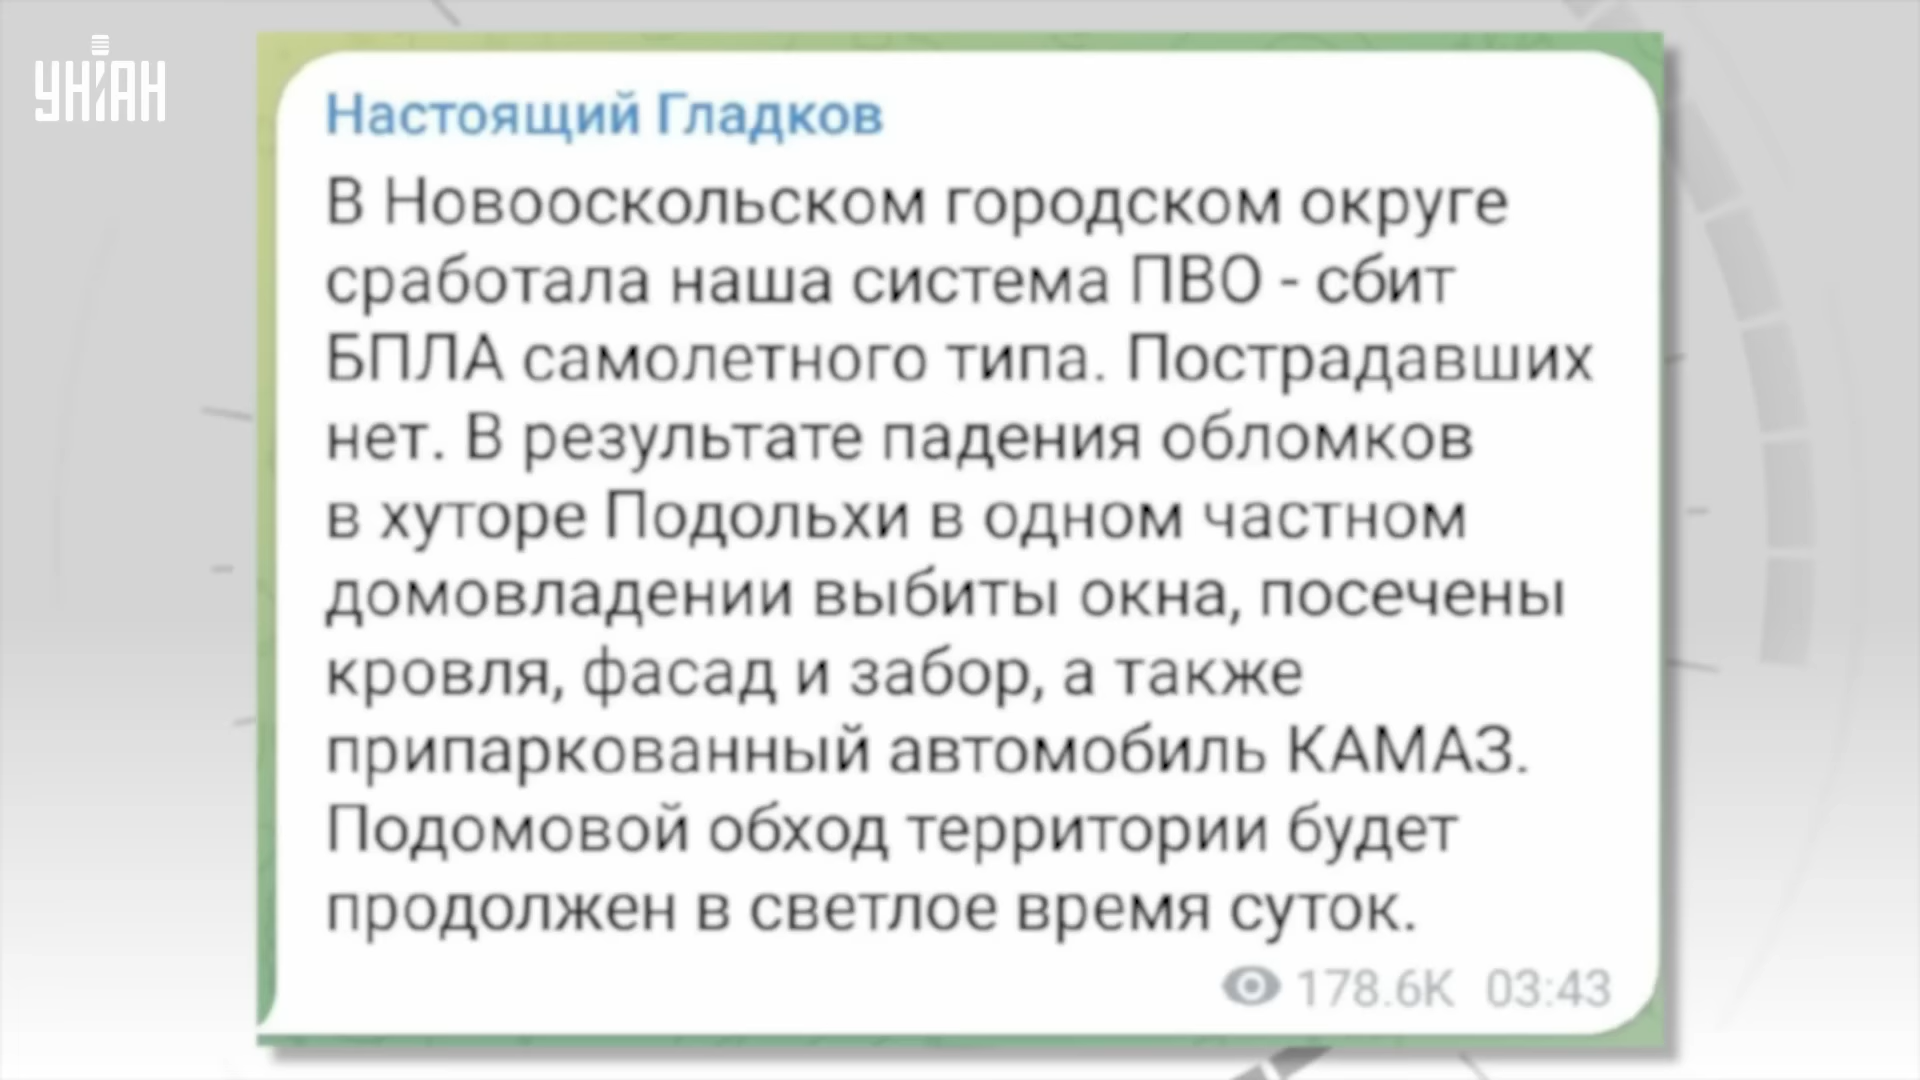 УНІАН
Настоящий Гладков
В Новооскольском городском округе
сработала наша система ПВО - сбит
БПЛА самолетного типа. Пострадавших
нет. В результате падения обломков
в хуторе Подольхи в одном частном
домовладении выбиты окна, посечены
кровля, фасад и забор, а также
припаркованный автомобиль КАМАЗ.
Подомовой обход территории будет
продолжен в светлое время суток.
178.6K 03:43